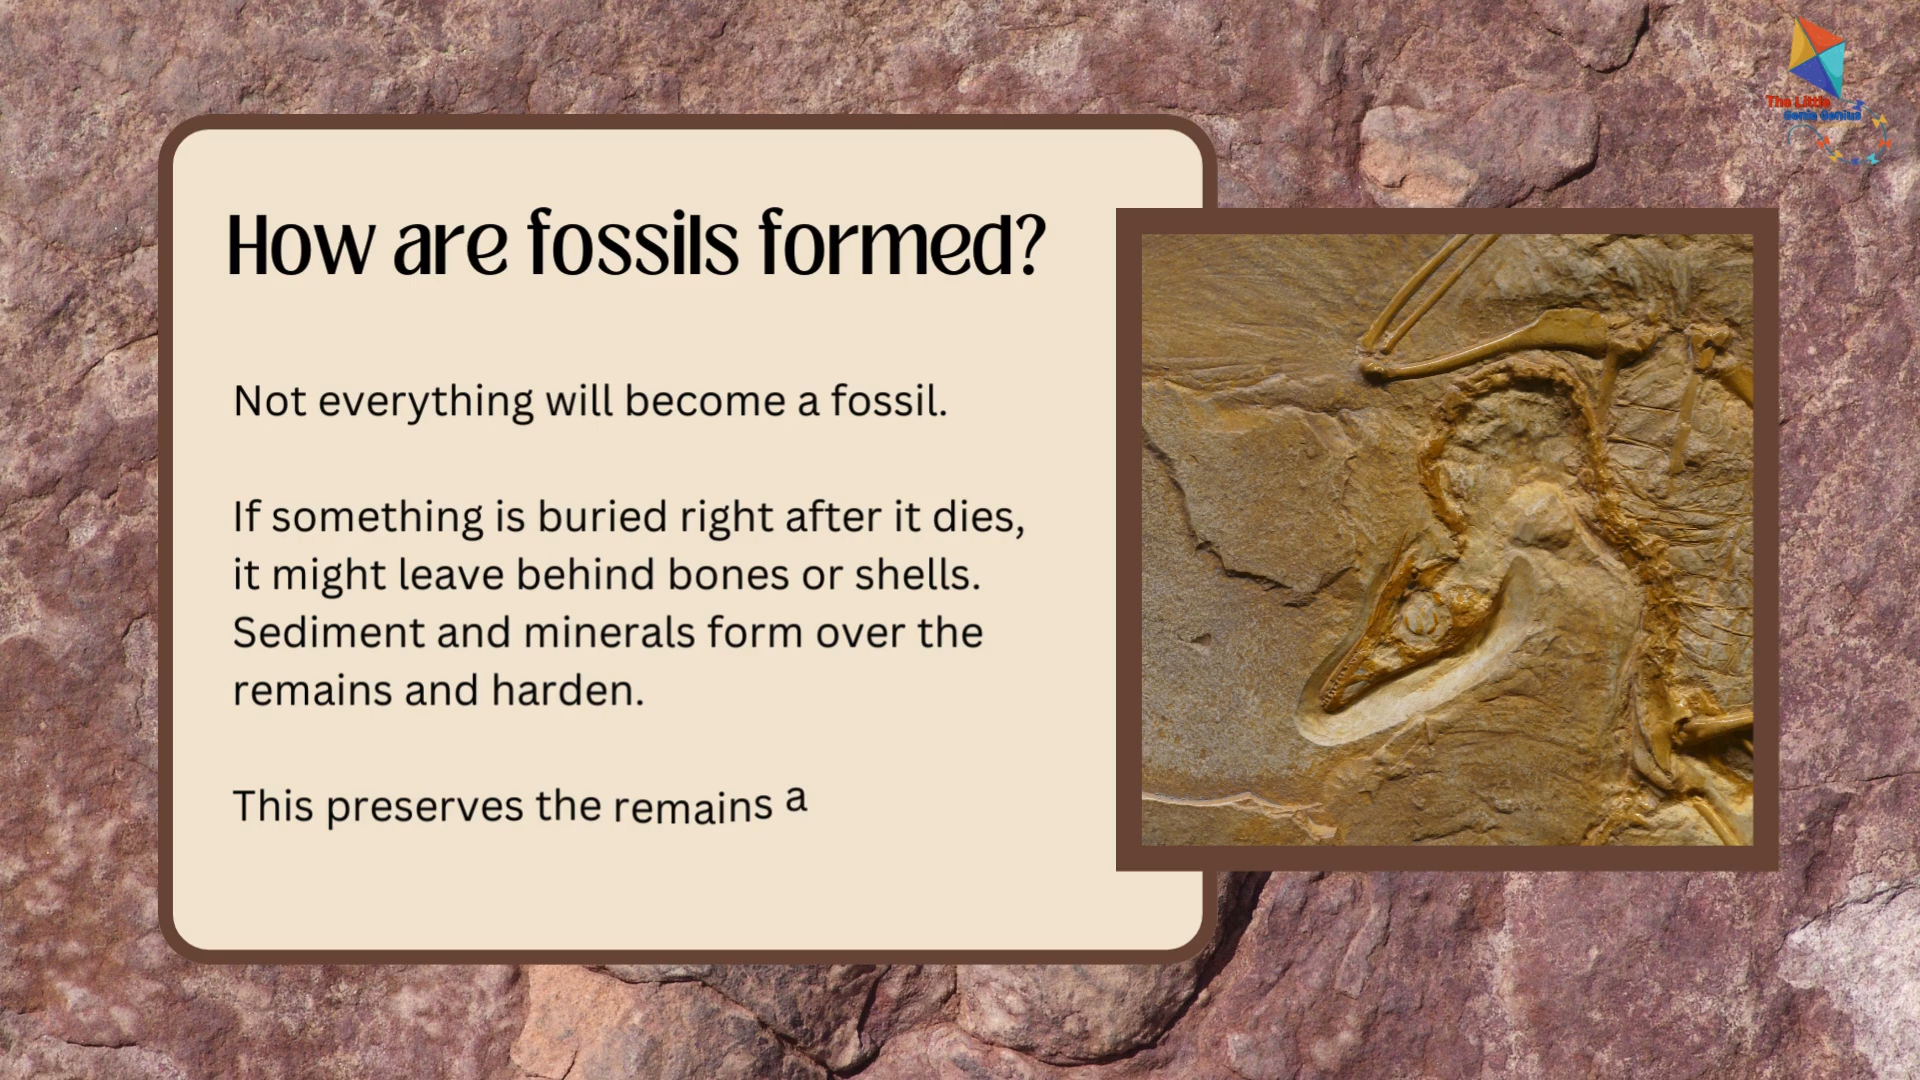 The Little
Genie Genius
How are fossils formed?
Not everything will become a fossil.
If something is buried right after it dies,
it might leave behind bones or shells.
Sediment and minerals form over the
remains and harden.
This preserves the remains a